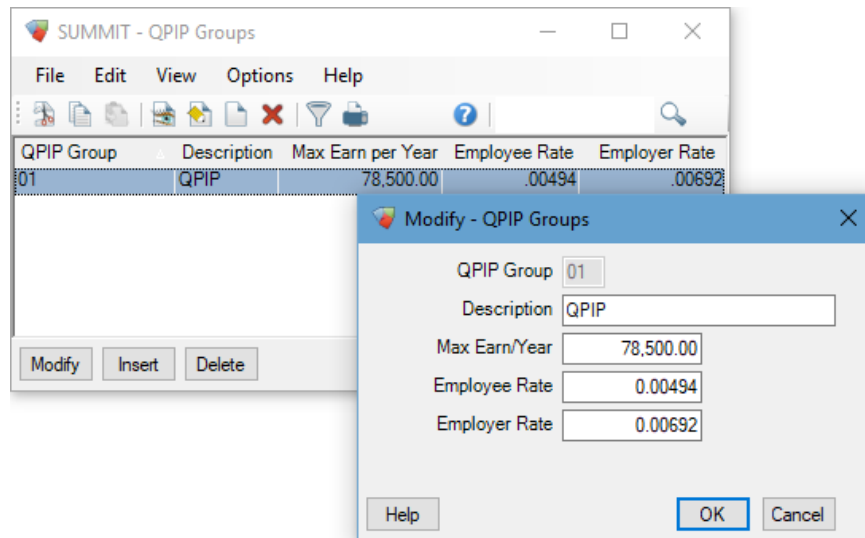 SUMMIT - QPIP Groups
File Edit View Options Help
QPIP Group Description Max Earn per Year Employee Rate Employer Rate
01 QPIP 78,500.00 .00494 .00692
Modify Insert Delete
Modify - QPIP Groups
QPIP Group 01
Description QPIP
Max Earn/Year 78,500.00
Employee Rate 0.00494
Employer Rate 0.00692
Help OK Cancel